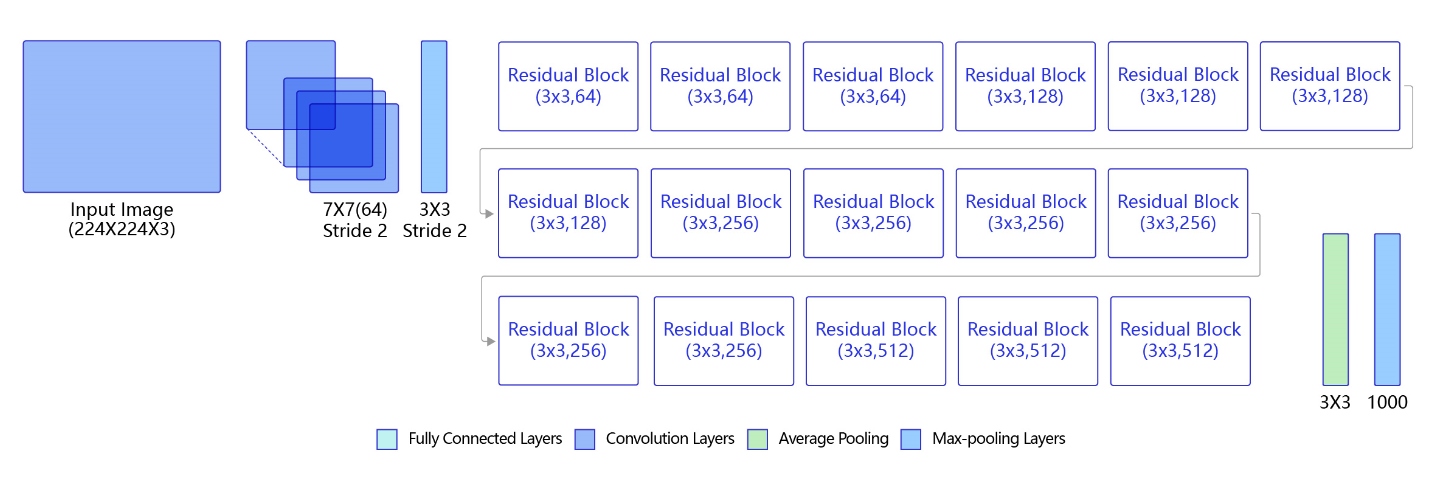 Input Image
(224X224X3)
7X7(64)
Stride 2
3X3
Stride 2
Residual Block
(3x3,64)
Residual Block
(3x3,64)
Residual Block
(3x3,64)
Residual Block
(3x3,128)
Residual Block
(3x3,128)
Residual Block
(3x3,128)
Residual Block
(3x3,128)
Residual Block
(3x3,256)
Residual Block
(3x3,256)
Residual Block
(3x3,256)
Residual Block
(3x3,256)
Residual Block
(3x3,256)
Residual Block
(3x3,256)
Residual Block
(3x3,512)
Residual Block
(3x3,512)
Residual Block
(3x3,512)
3X3
1000
Fully Connected Layers
Convolution Layers
Average Pooling
Max-pooling Layers